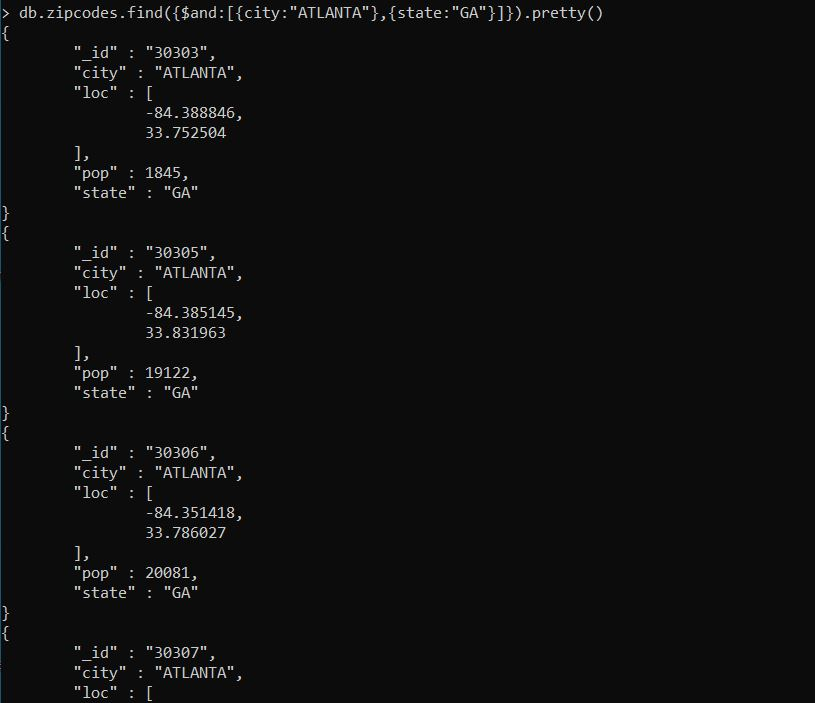 > db.zipcodes.find({$and:[{city:"ATLANTA"},{state:"GA"}]}).pretty()
{
        "_id" : "30303",
        "city" : "ATLANTA",
        "loc" : [
                -84.388846,
                33.752504
        ],
        "pop" : 1845,
        "state" : "GA"
}
{
        "_id" : "30305",
        "city" : "ATLANTA",
        "loc" : [
                -84.385145,
                33.831963
        ],
        "pop" : 19122,
        "state" : "GA"
}
{
        "_id" : "30306",
        "city" : "ATLANTA",
        "loc" : [
                -84.351418,
                33.786027
        ],
        "pop" : 20081,
        "state" : "GA"
}
{
        "_id" : "30307",
        "city" : "ATLANTA",
        "loc" : [